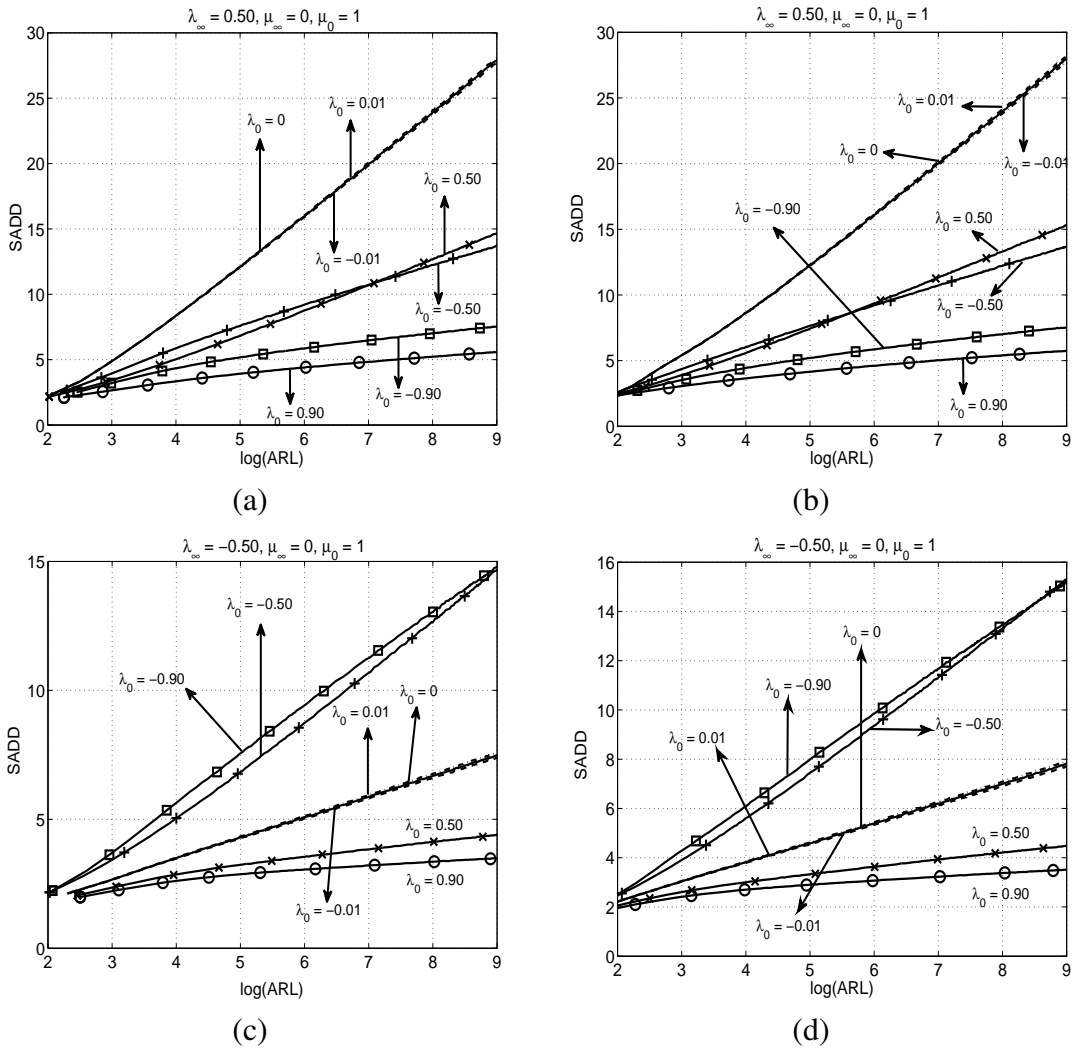 λ∞ = 0.50, μ∞ = 0, μ0 = 1
30
25
20
15
10
5
0
SADD
λ0 = 0
λ0 = 0.01
λ0 = 0.50
λ0 = −0.01
λ0 = −0.50
λ0 = −0.90
λ0 = 0.90
2 3 4 5 6 7 8 9
log(ARL)
(a)
λ∞ = 0.50, μ∞ = 0, μ0 = 1
30
25
20
15
10
5
0
SADD
λ0 = 0.01
λ0 = 0
λ0 = −0.01
λ0 = −0.90
λ0 = 0.50
λ0 = −0.50
λ0 = 0.90
2 3 4 5 6 7 8 9
log(ARL)
(b)
λ∞ = −0.50, μ∞ = 0, μ0 = 1
15
10
5
0
SADD
λ0 = −0.50
λ0 = −0.90
λ0 = 0.01
λ0 = 0
λ0 = 0.50
λ0 = 0.90
λ0 = −0.01
2 3 4 5 6 7 8 9
log(ARL)
(c)
λ∞ = −0.50, μ∞ = 0, μ0 = 1
16
14
12
10
8
6
4
2
0
SADD
λ0 = 0
λ0 = −0.90
λ0 = −0.50
λ0 = 0.01
λ0 = 0.50
λ0 = 0.90
λ0 = −0.01
2 3 4 5 6 7 8 9
log(ARL)
(d)